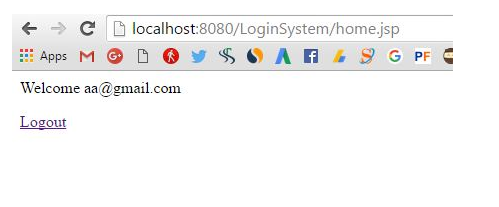 localhost:8080/LoginSystem/home.jsp
Apps M G+ f S G PF
Welcome aa@gmail.com
Logout